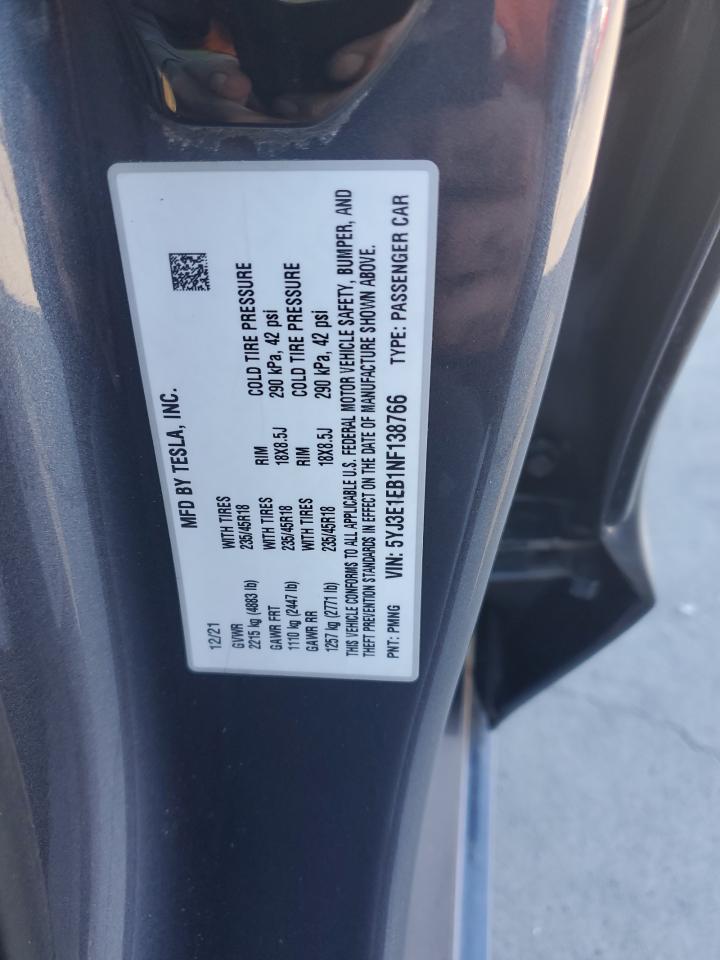 MFD BY TESLA, INC.
12/21
GVWR WITH TIRES RIM COLD TIRE PRESSURE
2215 kg (4883 lb) 235/45R18 18X8.5J 290 kPa, 42 psi
GAWR FRT WITH TIRES RIM COLD TIRE PRESSURE
1110 kg (2447 lb) 235/45R18 18X8.5J 290 kPa, 42 psi
GAWR RR WITH TIRES
1257 kg (2771 lb) 235/45R18
THIS VEHICLE CONFORMS TO ALL APPLICABLE U.S. FEDERAL MOTOR VEHICLE SAFETY, BUMPER, AND
THEFT PREVENTION STANDARDS IN EFFECT ON THE DATE OF MANUFACTURE SHOWN ABOVE.
PNT: PMNG VIN: 5YJ3E1EB1NF138766 TYPE: PASSENGER CAR